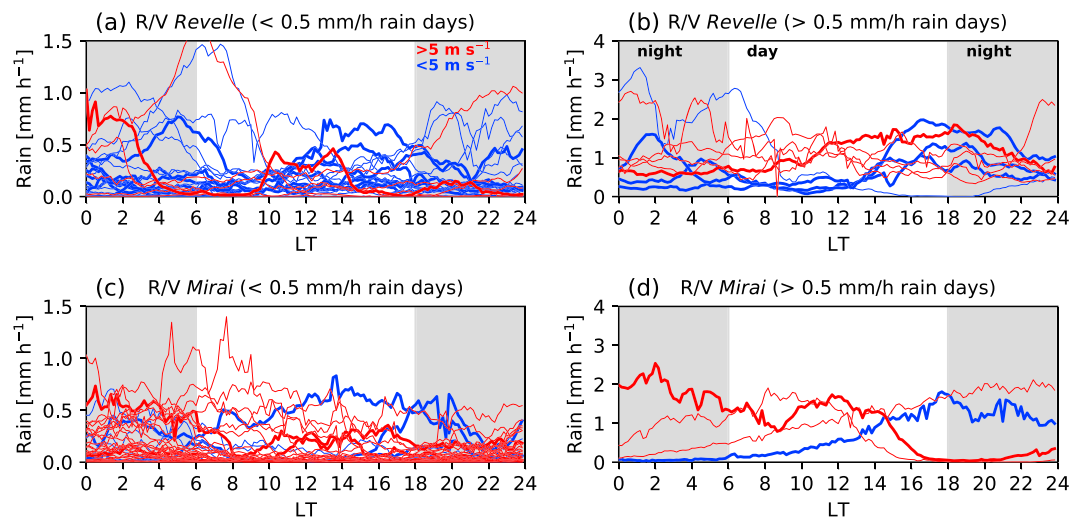 (a) R/V Revelle (< 0.5 mm/h rain days)
>5 m s⁻¹
<5 m s⁻¹
Rain [mm h⁻¹]
1.5
1.0
0.5
0.0
0 2 4 6 8 10 12 14 16 18 20 22 24
LT
(b) R/V Revelle (> 0.5 mm/h rain days)
night day night
Rain [mm h⁻¹]
4
3
2
1
0
0 2 4 6 8 10 12 14 16 18 20 22 24
LT
(c) R/V Mirai (< 0.5 mm/h rain days)
Rain [mm h⁻¹]
1.5
1.0
0.5
0.0
0 2 4 6 8 10 12 14 16 18 20 22 24
LT
(d) R/V Mirai (> 0.5 mm/h rain days)
Rain [mm h⁻¹]
4
3
2
1
0
0 2 4 6 8 10 12 14 16 18 20 22 24
LT